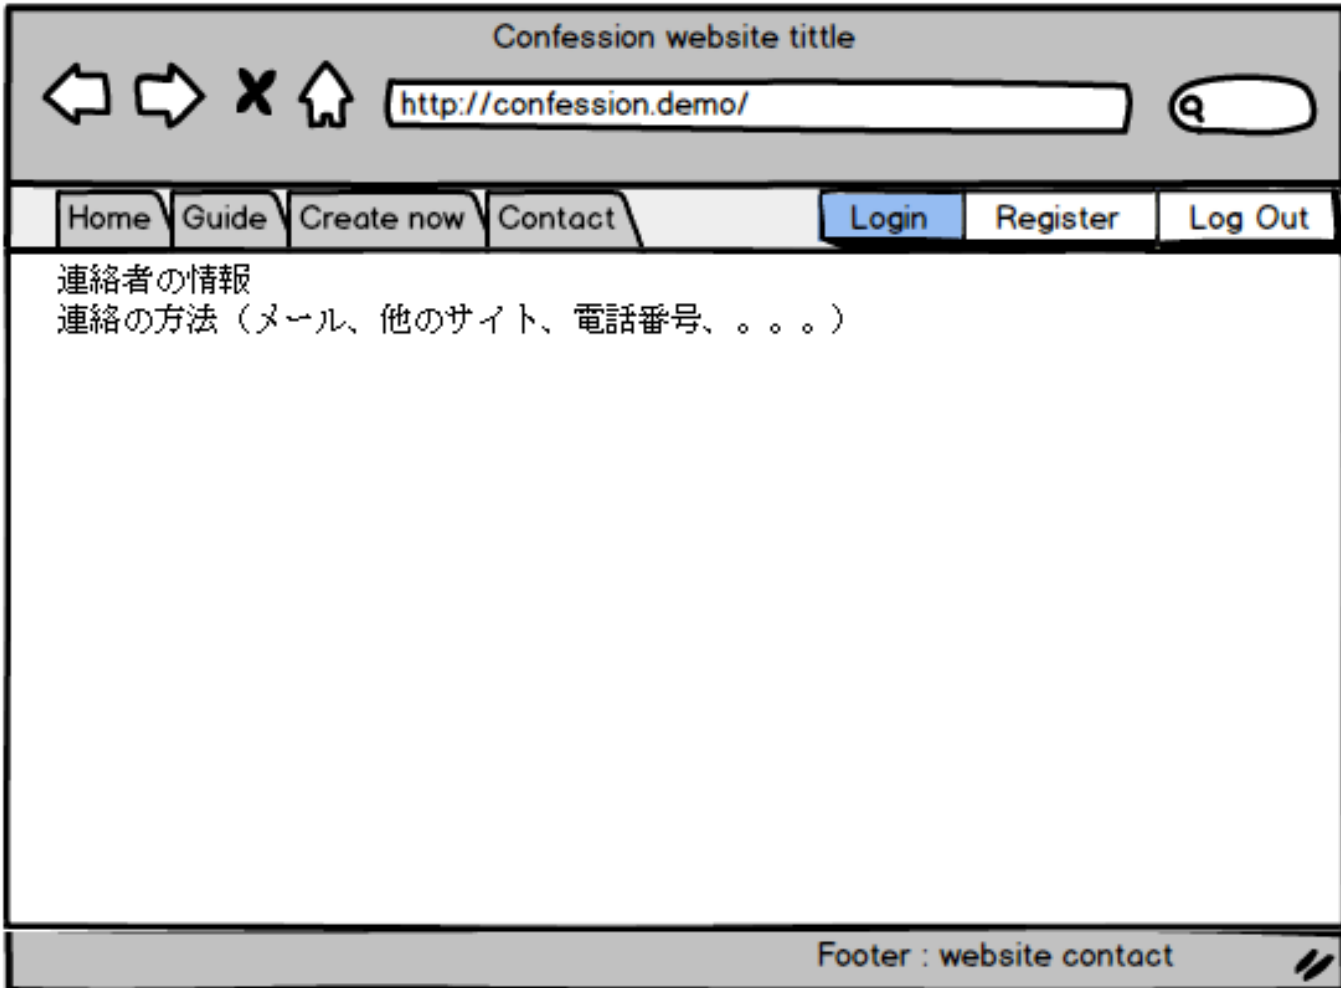 Confession website tittle
http://confession.demo/
Home Guide Create now Contact Login Register Log Out
連絡者の情報
連絡の方法（メール、他のサイト、電話番号、。。。）
Footer : website contact